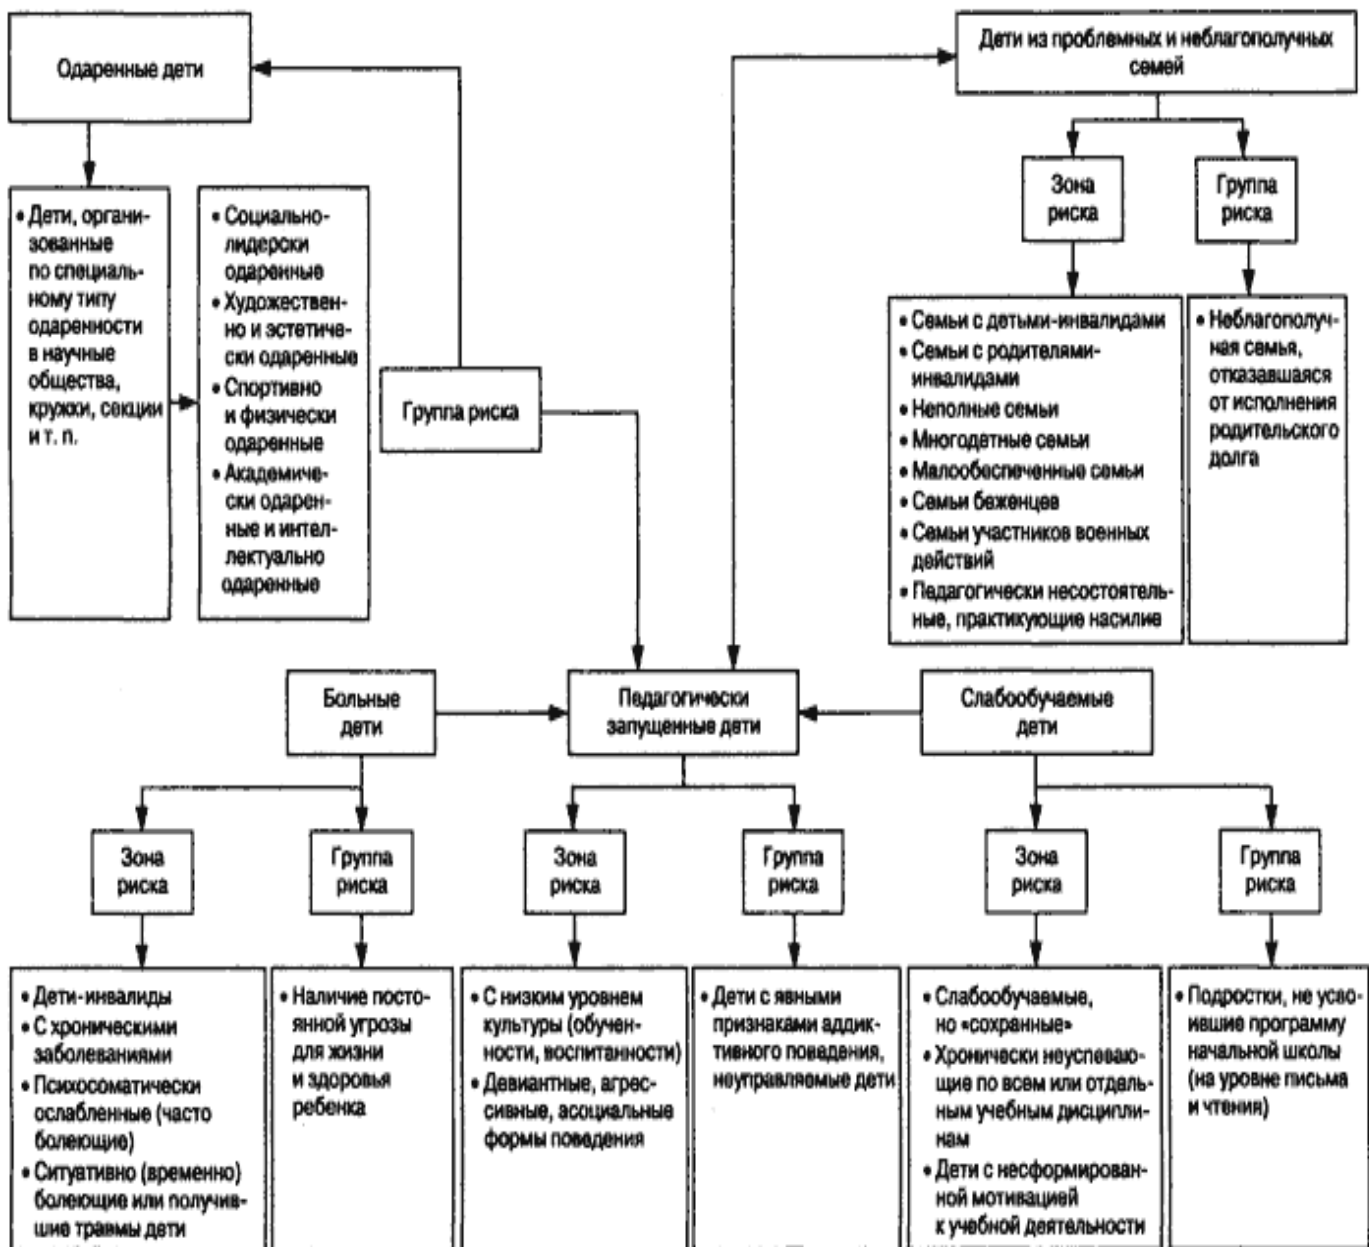 Одаренные дети
Дети из проблемных и неблагополучных
семей
Зона
риска
Группа
риска
• Дети, органи-
зованные
по специаль-
ному типу
одаренности
в научные
общества,
кружки, секции
и т. п.
• Социально-
лидерски
одаренные
• Художествен-
но и эстетиче-
ски одаренные
• Спортивно
и физически
одаренные
• Академиче-
ски одарен-
ные и интел-
лектуально
одаренные
Группа риска
• Семьи с детьми-инвалидами
• Семьи с родителями-
инвалидами
• Неполные семьи
• Многодетные семьи
• Малообеспеченные семьи
• Семьи беженцев
• Семьи участников военных
действий
• Педагогически несостоятель-
ные, практикующие насилие
• Неблагополуч-
ная семья,
отказавшаяся
от исполнения
родительского
долга
Больные
дети
Педагогически
запущенные дети
Слабообучаемые
дети
Зона
риска
Группа
риска
Зона
риска
Группа
риска
Зона
риска
Группа
риска
• Дети-инвалиды
• С хроническими
заболеваниями
• Психосоматически
ослабленные (часто
болеющие)
• Ситуативно (временно)
болеющие или получив-
шие травмы дети
• Наличие посто-
янной угрозы
для жизни
и здоровья
ребенка
• С низким уровнем
культуры (обучен-
ности, воспитанности)
• Девиантные, агрес-
сивные, асоциальные
формы поведения
• Дети с явными
признаками аддик-
тивного поведения,
неуправляемые дети
• Слабообучаемые,
но «сохранные»
• Хронически неуспеваю-
щие по всем или отдель-
ным учебным дисципли-
нам
• Дети с несформирован-
ной мотивацией
к учебной деятельности
• Подростки, не усво-
ившие программу
начальной школы
(на уровне письма
и чтения)